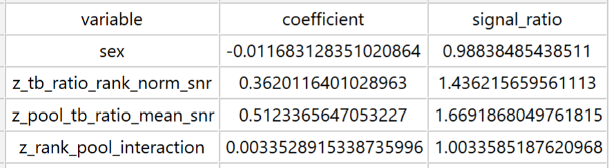 variable coefficient signal_ratio
sex -0.011683128351020864 0.98838485438511
z_tb_ratio_rank_norm_snr 0.3620116401028963 1.436215659561113
z_pool_tb_ratio_mean_snr 0.5123365647053227 1.6691868049761815
z_rank_pool_interaction 0.0033528915338735996 1.0033585187620968